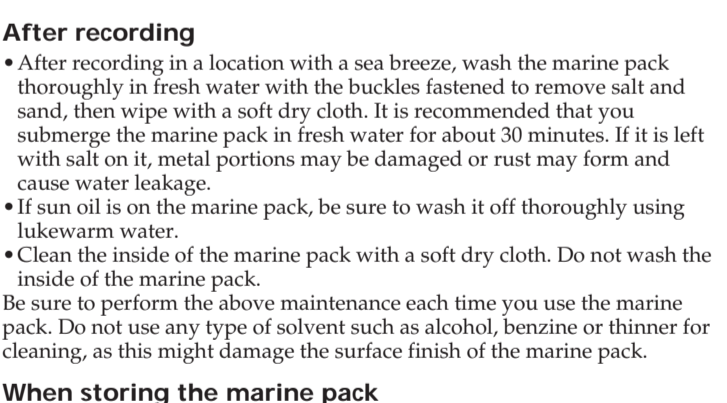 After recording
• After recording in a location with a sea breeze, wash the marine pack
thoroughly in fresh water with the buckles fastened to remove salt and
sand, then wipe with a soft dry cloth. It is recommended that you
submerge the marine pack in fresh water for about 30 minutes. If it is left
with salt on it, metal portions may be damaged or rust may form and
cause water leakage.
• If sun oil is on the marine pack, be sure to wash it off thoroughly using
lukewarm water.
• Clean the inside of the marine pack with a soft dry cloth. Do not wash the
inside of the marine pack.
Be sure to perform the above maintenance each time you use the marine
pack. Do not use any type of solvent such as alcohol, benzine or thinner for
cleaning, as this might damage the surface finish of the marine pack.
When storing the marine pack